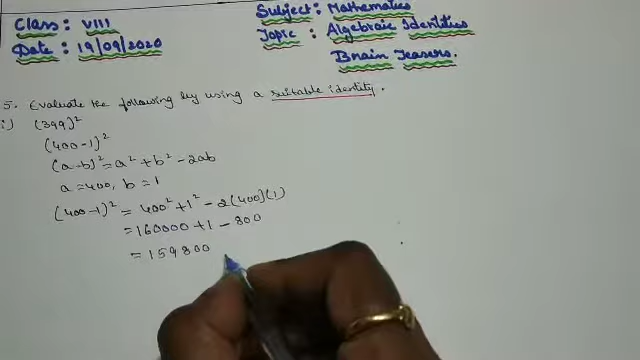 Class: VIII
Date: 19/09/2020
Subject: Mathematics
Topic: Algebraic Identities
Brain Teasers.
5. Evaluate the following by using a suitable identity.
i) (399)²
(400-1)²
(a-b)² = a² + b² - 2ab
a = 400, b = 1
(400-1)² = 400² + 1² - 2(400)(1)
= 160000 + 1 - 800
= 159800